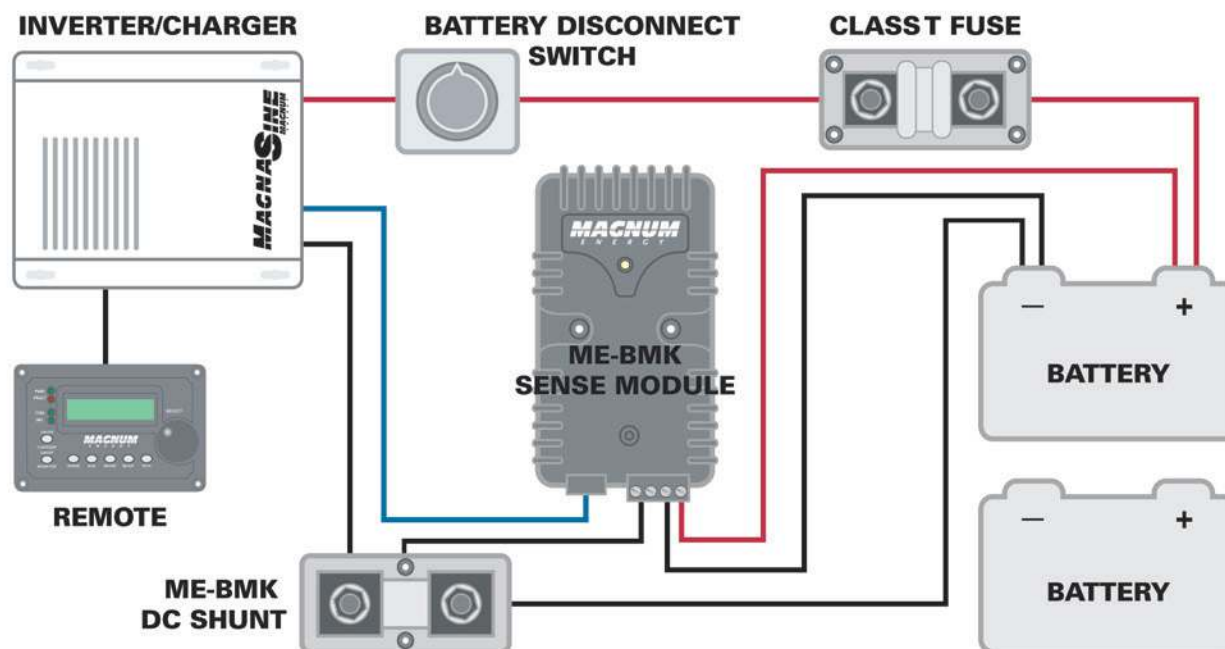 INVERTER/CHARGER
BATTERY DISCONNECT
SWITCH
CLASS T FUSE
MAGNASINE
MAGNUM
MAGNUM
ENERGY
ME-BMK
SENSE MODULE
−
+
BATTERY
MAGNUM
REMOTE
−
+
BATTERY
ME-BMK
DC SHUNT